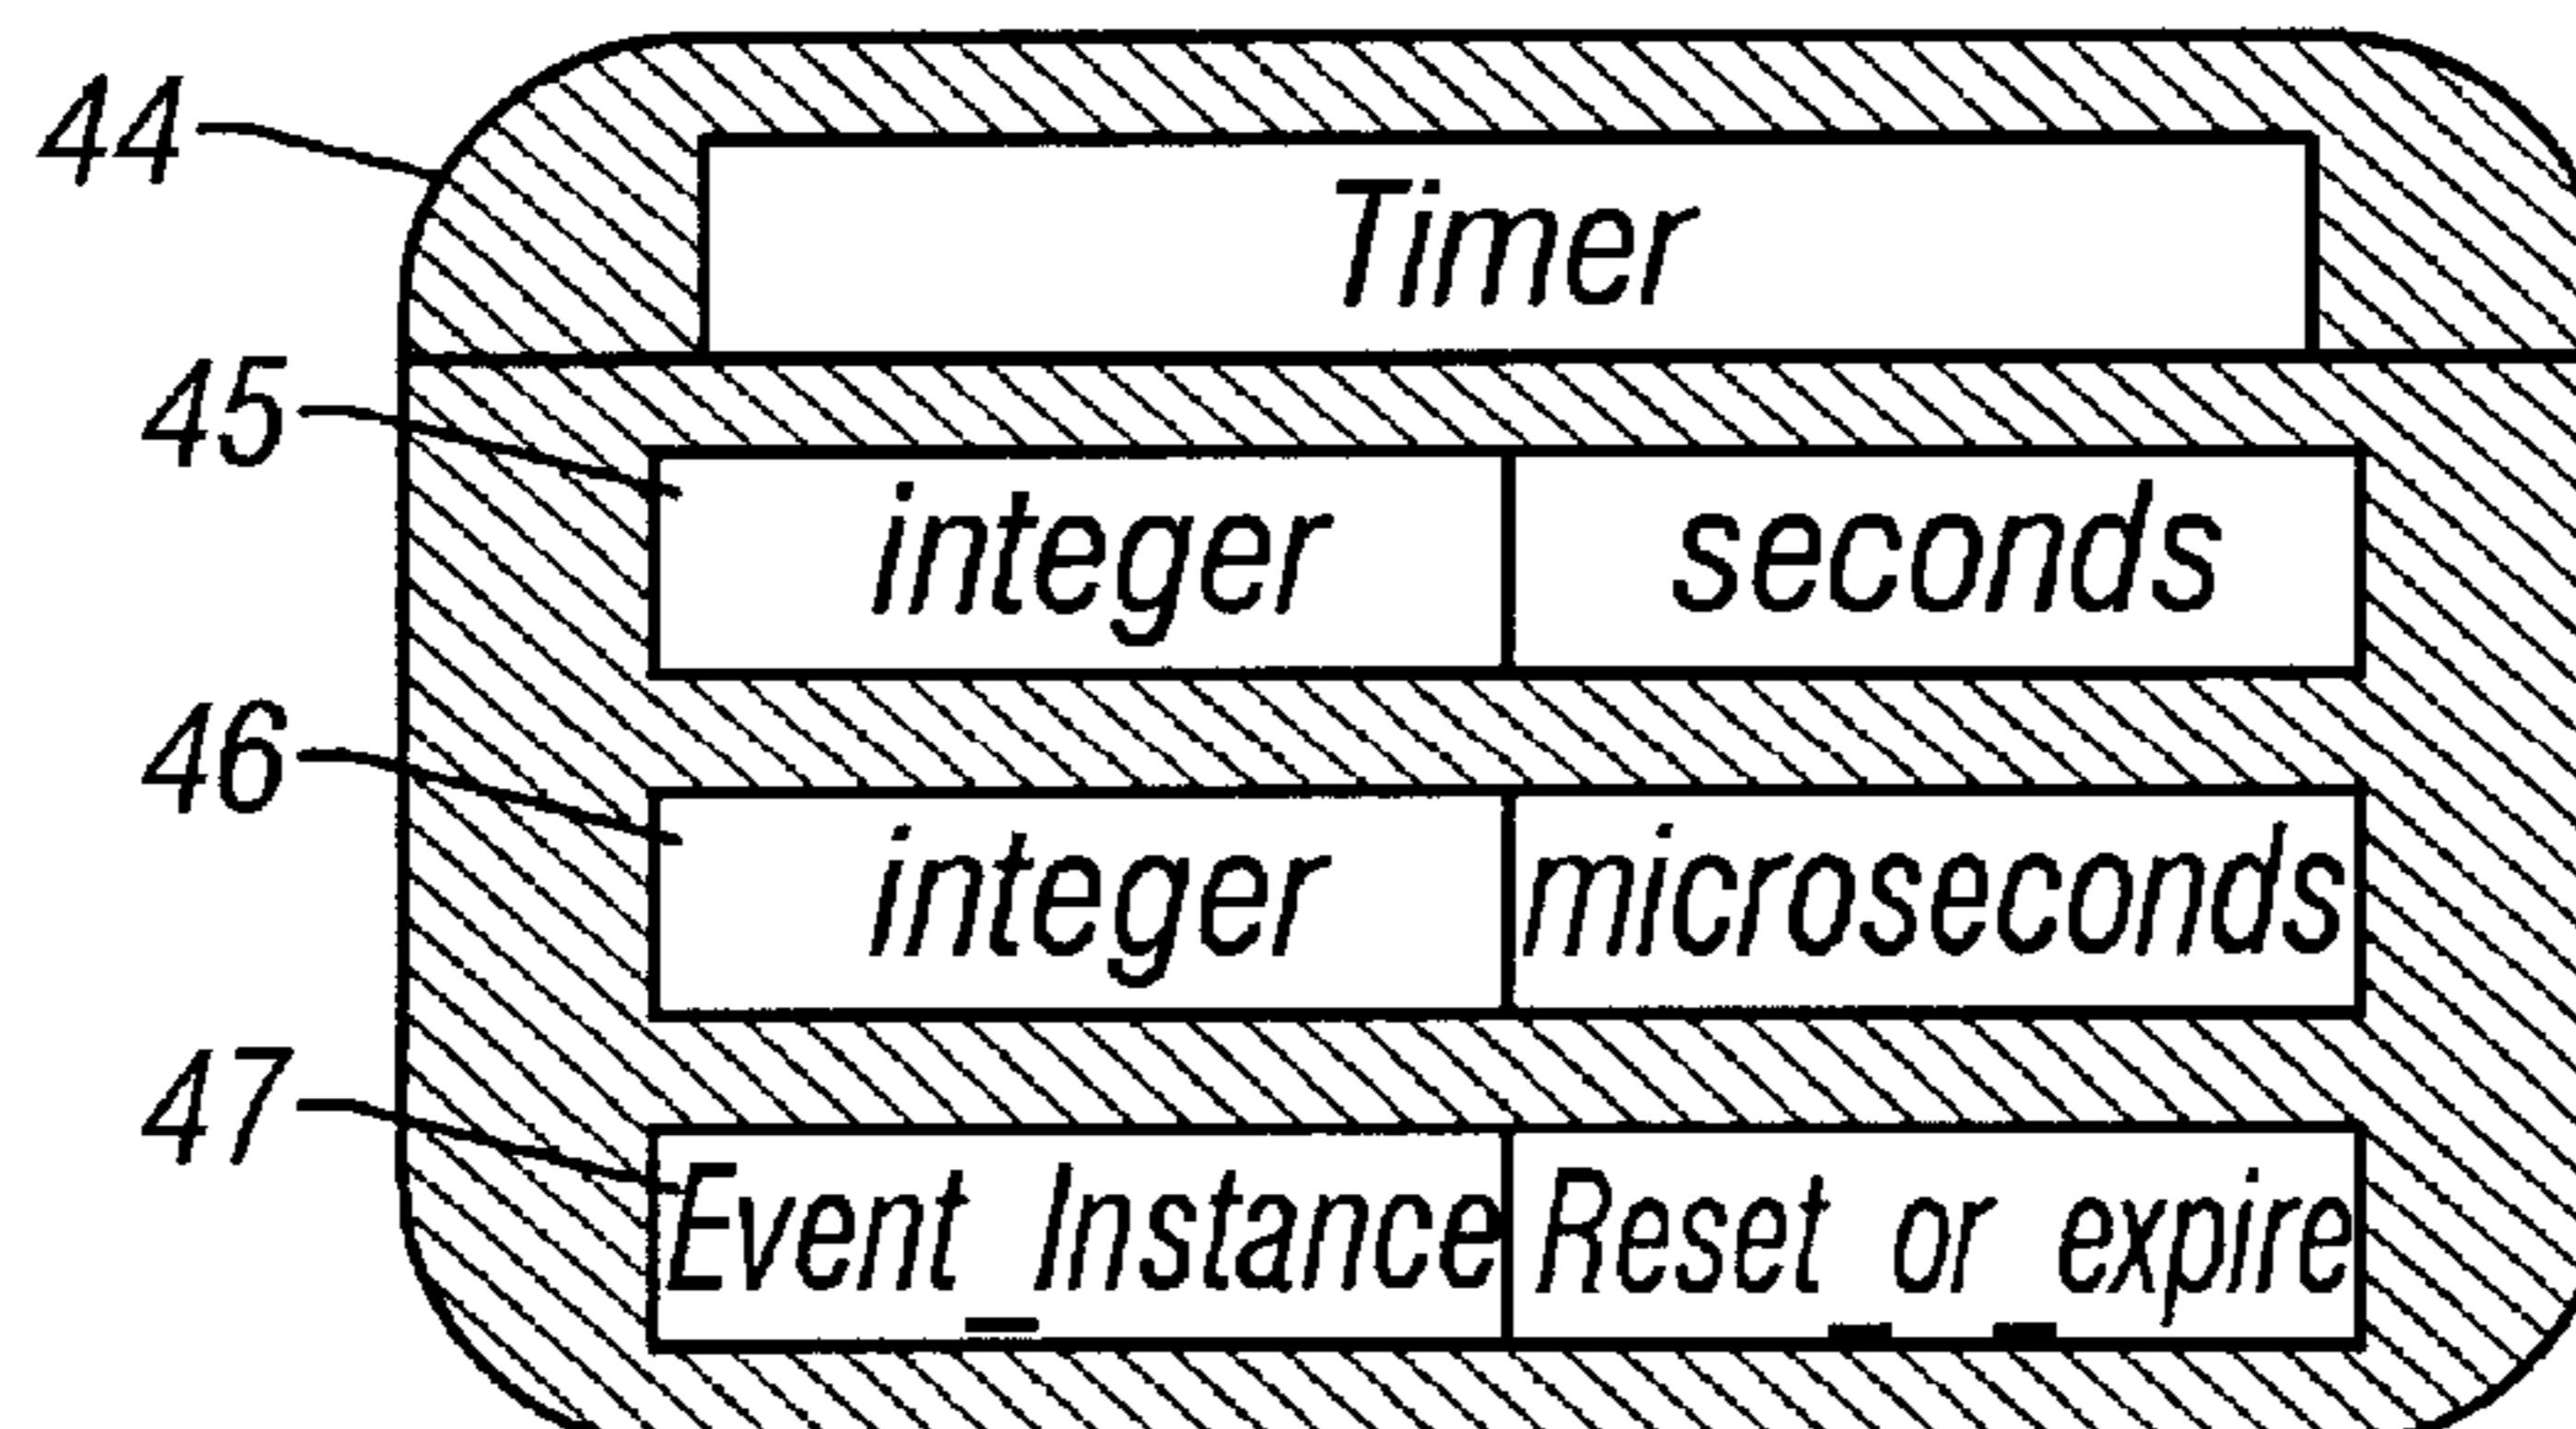 44 Timer
45 integer seconds
46 integer microseconds
47 Event_Instance Reset_or_expire